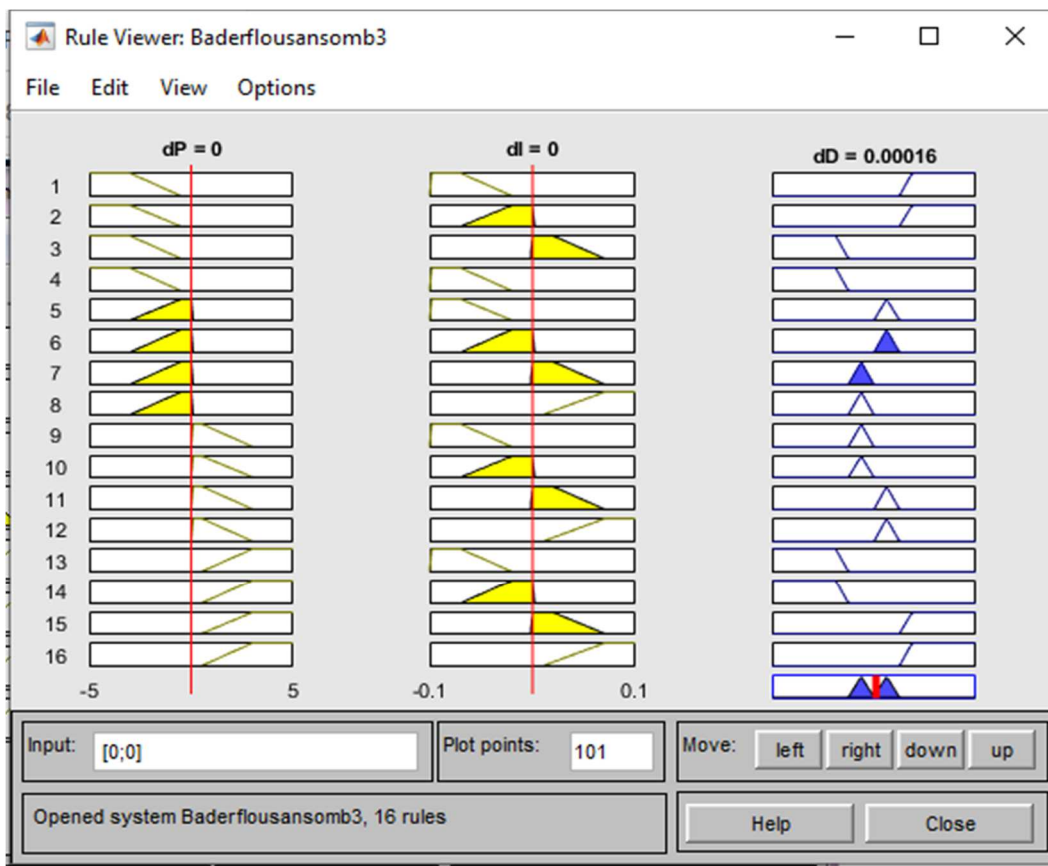 Rule Viewer: Baderflousansomb3
File Edit View Options
dP = 0 dI = 0 dD = 0.00016
1
2
3
4
5
6
7
8
9
10
11
12
13
14
15
16
-5 5 -0.1 0.1
Input: [0;0] Plot points: 101 Move: left right down up
Opened system Baderflousansomb3, 16 rules Help Close